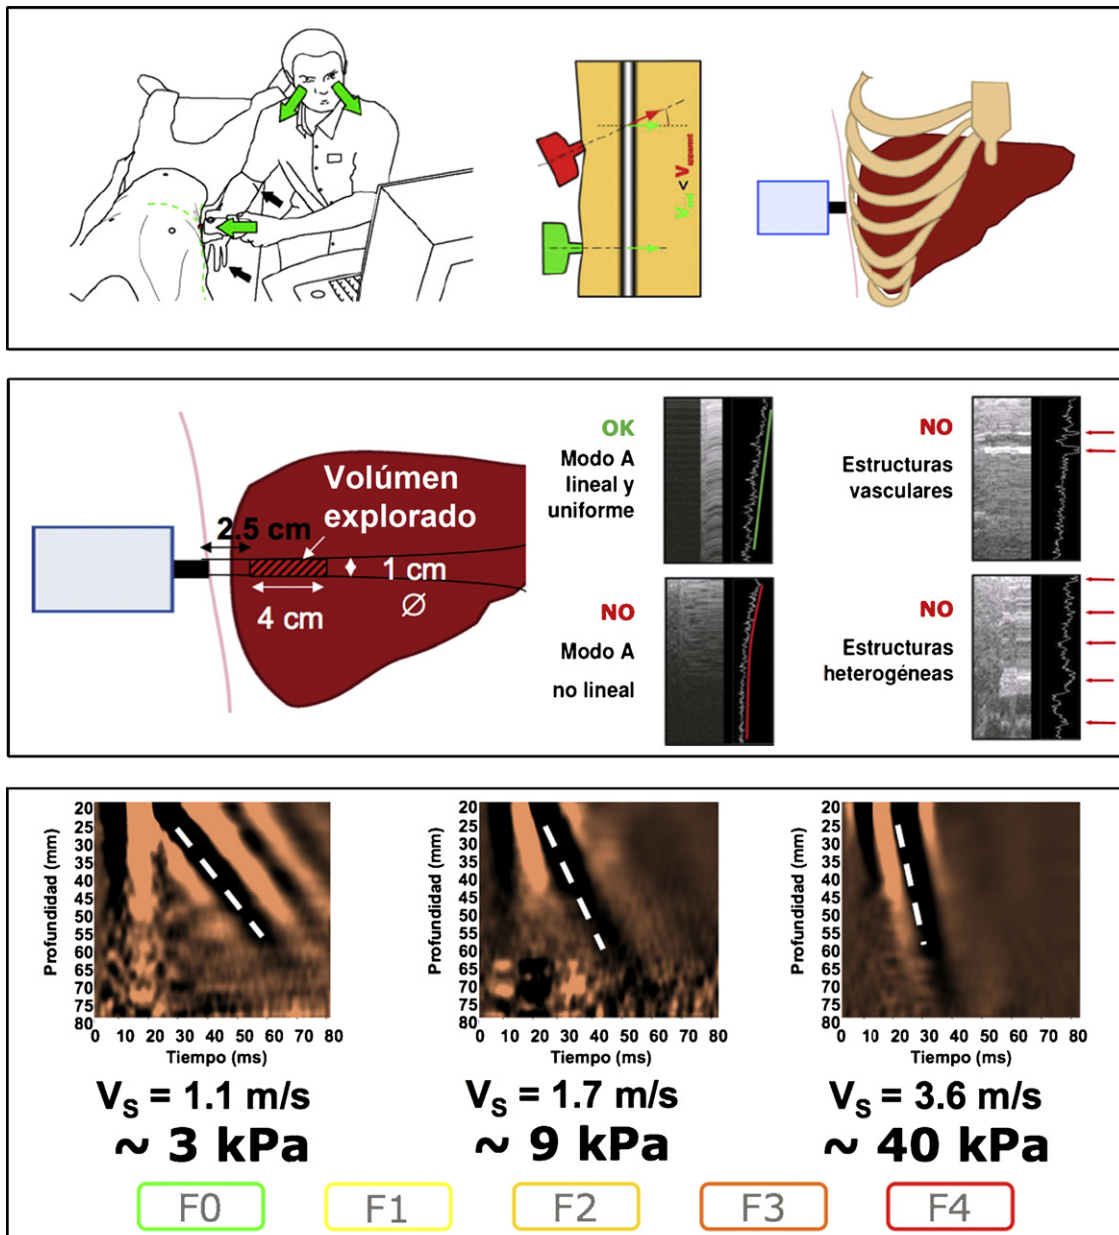 V real < V apparent
Volúmen
explorado
2.5 cm
1 cm
4 cm
Ø
OK
Modo A
lineal y
uniforme
NO
Estructuras
vasculares
NO
Modo A
no lineal
NO
Estructuras
heterogéneas
Profundidad (mm)
20
25
30
35
40
45
50
55
60
65
70
75
80
0 10 20 30 40 50 60 70 80
Tiempo (ms)
Profundidad (mm)
20
25
30
35
40
45
50
55
60
65
70
75
80
0 10 20 30 40 50 60 70 80
Tiempo (ms)
Profundidad (mm)
20
25
30
35
40
45
50
55
60
65
70
75
80
0 10 20 30 40 50 60 70 80
Tiempo (ms)
VS = 1.1 m/s
~ 3 kPa
VS = 1.7 m/s
~ 9 kPa
VS = 3.6 m/s
~ 40 kPa
F0 F1 F2 F3 F4